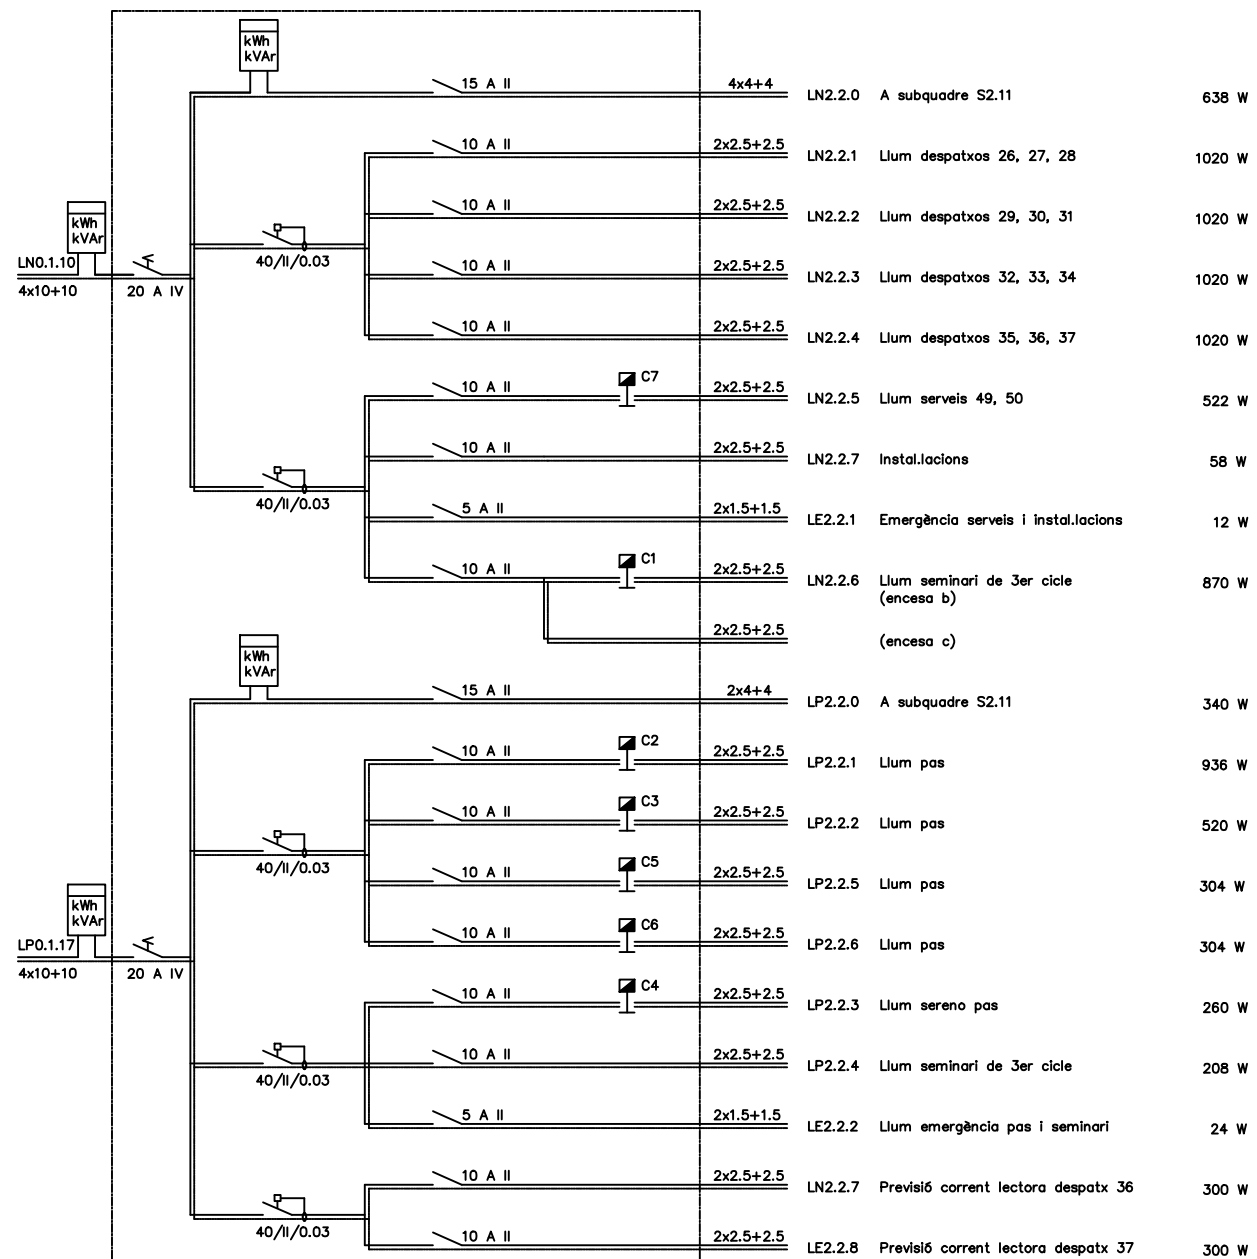 kWh
kVAr
15 A II 4x4+4 LN2.2.0 A subquadre S2.11 638 W
10 A II 2x2.5+2.5 LN2.2.1 Llum despatxos 26, 27, 28 1020 W
10 A II 2x2.5+2.5 LN2.2.2 Llum despatxos 29, 30, 31 1020 W
kWh
kVAr
40/II/0.03
LN0.1.10
4x10+10
20 A IV
10 A II 2x2.5+2.5 LN2.2.3 Llum despatxos 32, 33, 34 1020 W
10 A II 2x2.5+2.5 LN2.2.4 Llum despatxos 35, 36, 37 1020 W
10 A II C7 2x2.5+2.5 LN2.2.5 Llum serveis 49, 50 522 W
10 A II 2x2.5+2.5 LN2.2.7 Instal.lacions 58 W
40/II/0.03
5 A II 2x1.5+1.5 LE2.2.1 Emergència serveis i instal.lacions 12 W
10 A II C1 2x2.5+2.5 LN2.2.6 Llum seminari de 3er cicle 870 W
(encesa b)
2x2.5+2.5 (encesa c)
kWh
kVAr
15 A II 2x4+4 LP2.2.0 A subquadre S2.11 340 W
10 A II C2 2x2.5+2.5 LP2.2.1 Llum pas 936 W
10 A II C3 2x2.5+2.5 LP2.2.2 Llum pas 520 W
40/II/0.03
10 A II C5 2x2.5+2.5 LP2.2.5 Llum pas 304 W
kWh
kVAr
10 A II C6 2x2.5+2.5 LP2.2.6 Llum pas 304 W
LP0.1.17
4x10+10
20 A IV
10 A II C4 2x2.5+2.5 LP2.2.3 Llum sereno pas 260 W
10 A II 2x2.5+2.5 LP2.2.4 Llum seminari de 3er cicle 208 W
40/II/0.03
5 A II 2x1.5+1.5 LE2.2.2 Llum emergència pas i seminari 24 W
10 A II 2x2.5+2.5 LN2.2.7 Previsió corrent lectora despatx 36 300 W
40/II/0.03
10 A II 2x2.5+2.5 LE2.2.8 Previsió corrent lectora despatx 37 300 W